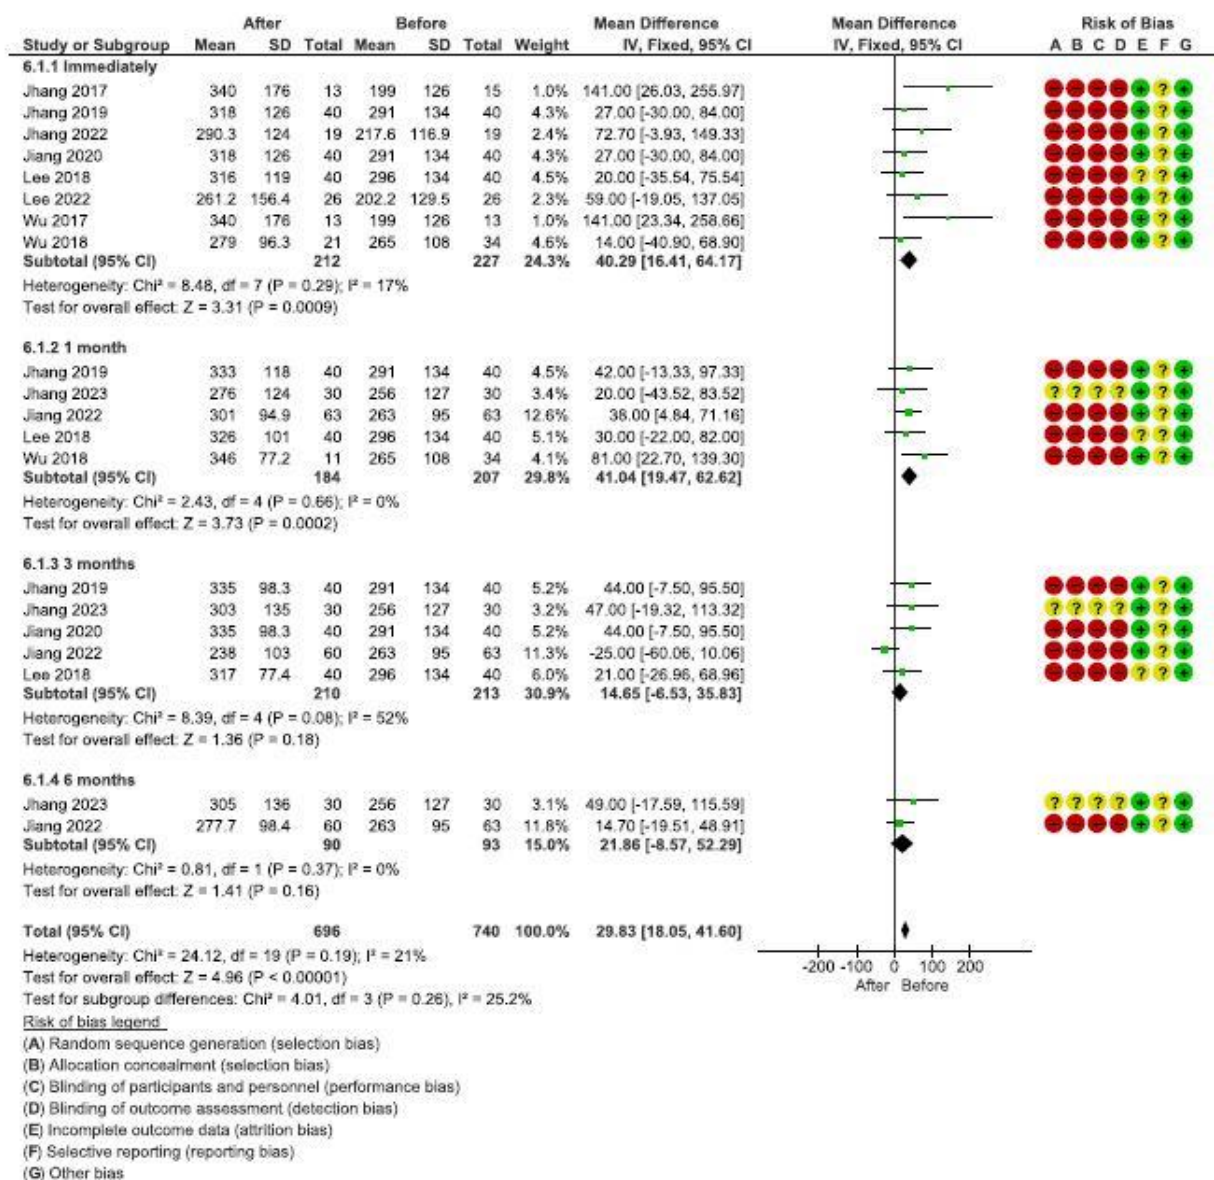 After Before Mean Difference Mean Difference Risk of Bias
Study or Subgroup Mean SD Total Mean SD Total Weight IV, Fixed, 95% CI IV, Fixed, 95% CI A B C D E F G
6.1.1 Immediately
Jhang 2017 340 176 13 199 126 15 1.0% 141.00 [26.03, 255.97] - - - - + ? +
Jhang 2019 318 126 40 291 134 40 4.3% 27.00 [-30.00, 84.00] - - - - + ? +
Jhang 2022 290.3 124 19 217.6 116.9 19 2.4% 72.70 [-3.93, 149.33] - - - - + ? +
Jiang 2020 318 126 40 291 134 40 4.3% 27.00 [-30.00, 84.00] - - - - + ? +
Lee 2018 316 119 40 296 134 40 4.5% 20.00 [-35.54, 75.54] - - - - ? ? +
Lee 2022 261.2 156.4 26 202.2 129.5 26 2.3% 59.00 [-19.05, 137.05] - - - - + ? +
Wu 2017 340 176 13 199 126 13 1.0% 141.00 [23.34, 258.66] - - - - + ? +
Wu 2018 279 96.3 21 265 108 34 4.6% 14.00 [-40.90, 68.90] - - - - + ? +
Subtotal (95% CI) 212 227 24.3% 40.29 [16.41, 64.17]
Heterogeneity: Chi² = 8.48, df = 7 (P = 0.29); I² = 17%
Test for overall effect: Z = 3.31 (P = 0.0009)
6.1.2 1 month
Jhang 2019 333 118 40 291 134 40 4.5% 42.00 [-13.33, 97.33] - - - - + ? +
Jhang 2023 276 124 30 256 127 30 3.4% 20.00 [-43.52, 83.52] ? ? ? ? + ? +
Jiang 2022 301 94.9 63 263 95 63 12.6% 38.00 [4.84, 71.16] - - - - + ? +
Lee 2018 326 101 40 296 134 40 5.1% 30.00 [-22.00, 82.00] - - - - ? ? +
Wu 2018 346 77.2 11 265 108 34 4.1% 81.00 [22.70, 139.30] - - - - + ? +
Subtotal (95% CI) 184 207 29.8% 41.04 [19.47, 62.62]
Heterogeneity: Chi² = 2.43, df = 4 (P = 0.66); I² = 0%
Test for overall effect: Z = 3.73 (P = 0.0002)
6.1.3 3 months
Jhang 2019 335 98.3 40 291 134 40 5.2% 44.00 [-7.50, 95.50] - - - - + ? +
Jhang 2023 303 135 30 256 127 30 3.2% 47.00 [-19.32, 113.32] ? ? ? ? + ? +
Jiang 2020 335 98.3 40 291 134 40 5.2% 44.00 [-7.50, 95.50] - - - - + ? +
Jiang 2022 238 103 60 263 95 63 11.3% -25.00 [-60.06, 10.06] - - - - + ? +
Lee 2018 317 77.4 40 296 134 40 6.0% 21.00 [-26.96, 68.96] - - - - ? ? +
Subtotal (95% CI) 210 213 30.9% 14.65 [-6.53, 35.83]
Heterogeneity: Chi² = 8.39, df = 4 (P = 0.08); I² = 52%
Test for overall effect: Z = 1.36 (P = 0.18)
6.1.4 6 months
Jhang 2023 305 136 30 256 127 30 3.1% 49.00 [-17.59, 115.59] ? ? ? ? + ? +
Jiang 2022 277.7 98.4 60 263 95 63 11.8% 14.70 [-19.51, 48.91] - - - - + ? +
Subtotal (95% CI) 90 93 15.0% 21.86 [-8.57, 52.29]
Heterogeneity: Chi² = 0.81, df = 1 (P = 0.37); I² = 0%
Test for overall effect: Z = 1.41 (P = 0.16)
Total (95% CI) 696 740 100.0% 29.83 [18.05, 41.60]
Heterogeneity: Chi² = 24.12, df = 19 (P = 0.19); I² = 21%
-200 -100 0 100 200
Test for overall effect: Z = 4.96 (P < 0.00001)
After Before
Test for subgroup differences: Chi² = 4.01, df = 3 (P = 0.26), I² = 25.2%
Risk of bias legend
(A) Random sequence generation (selection bias)
(B) Allocation concealment (selection bias)
(C) Blinding of participants and personnel (performance bias)
(D) Blinding of outcome assessment (detection bias)
(E) Incomplete outcome data (attrition bias)
(F) Selective reporting (reporting bias)
(G) Other bias